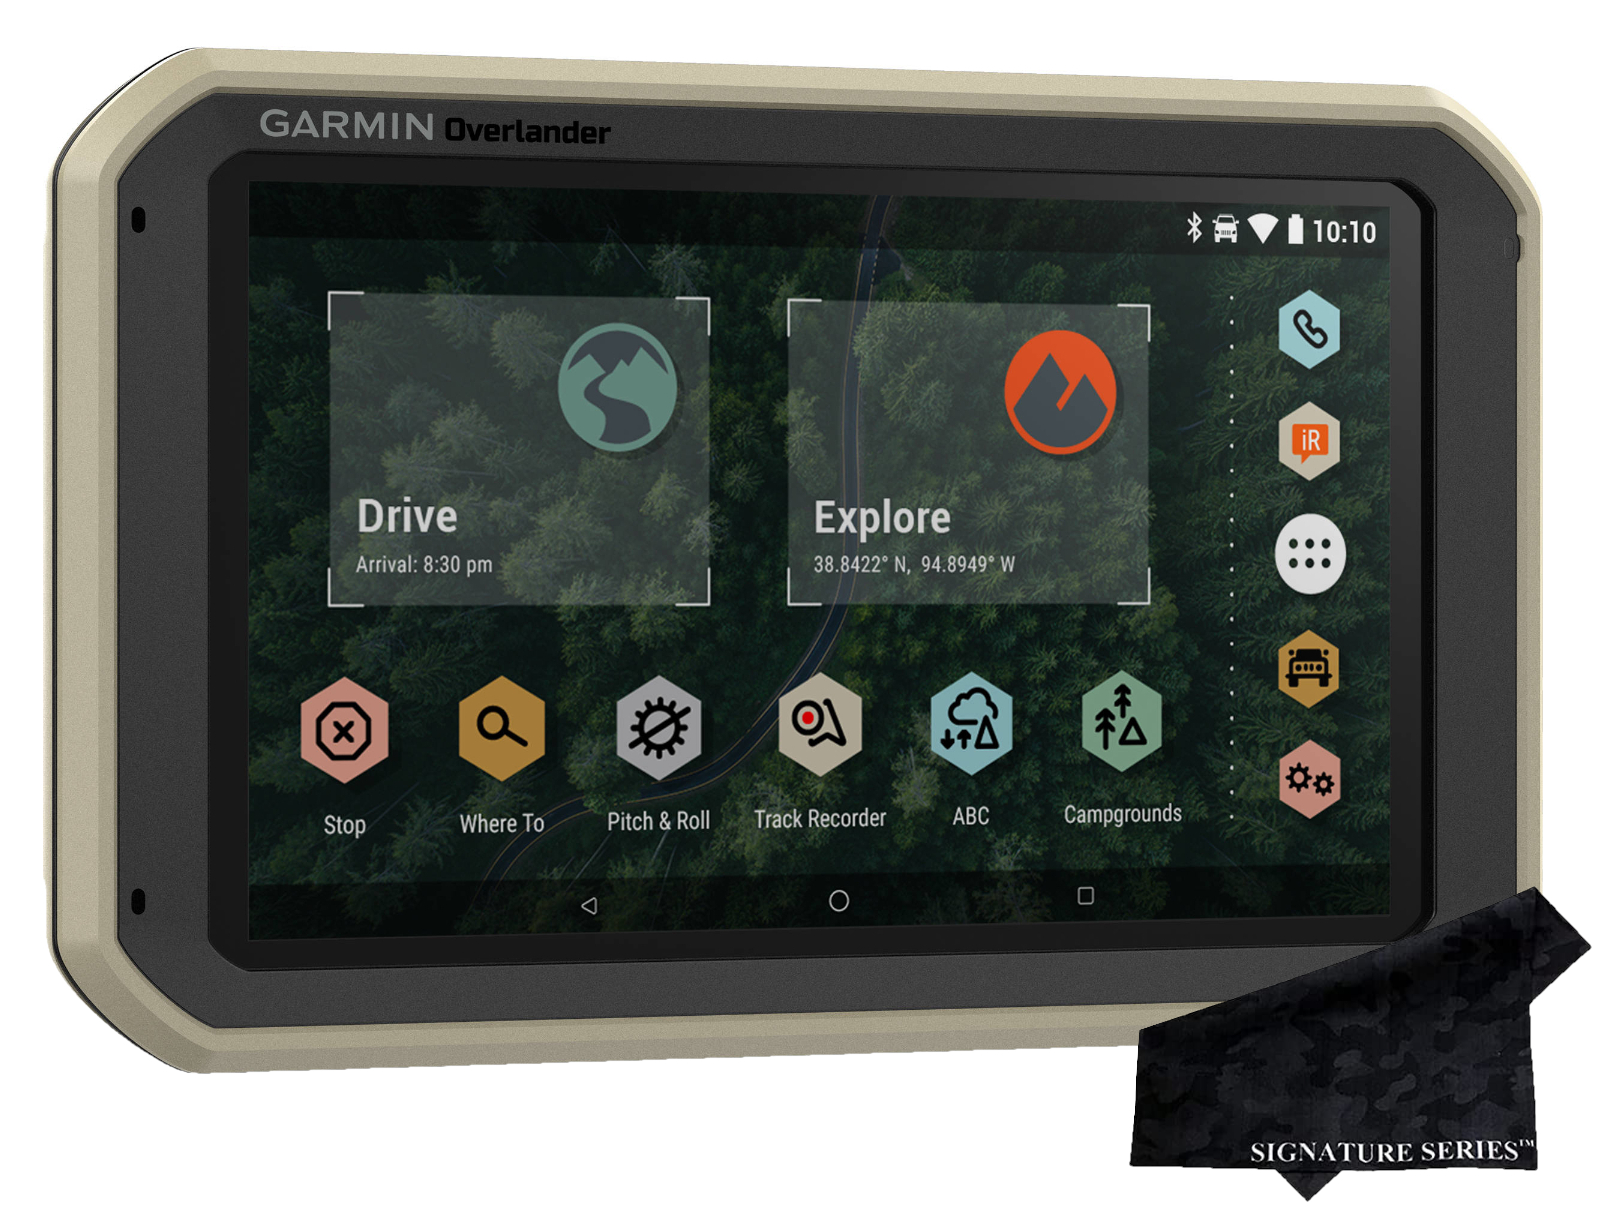 GARMIN Overlander
10:10
Drive
Arrival: 8:30 pm
Explore
38.8422° N, 94.8949° W
iR
Stop
Where To
Pitch & Roll
Track Recorder
ABC
Campgrounds
SIGNATURE SERIES™